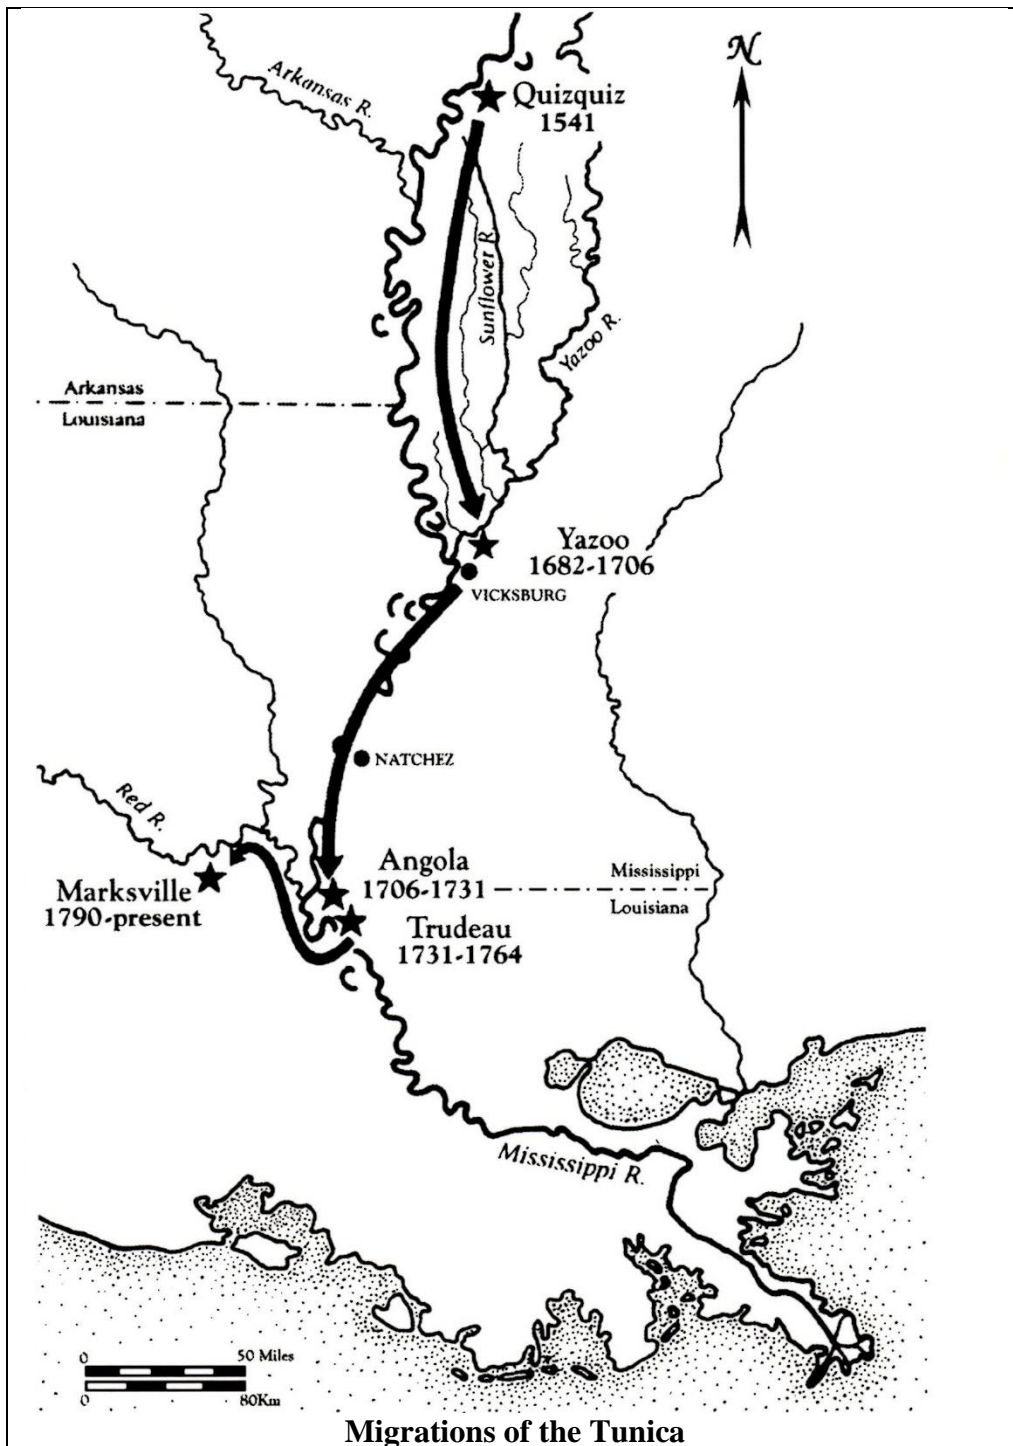 N
Arkansas R.
Quizquiz
1541
Sunflower R.
Yazoo R.
Arkansas
Louisiana
Yazoo
1682-1706
VICKSBURG
NATCHEZ
Red R.
Marksville
1790-present
Angola
1706-1731
Mississippi
Louisiana
Trudeau
1731-1764
Mississippi R.
0
50 Miles
0
80Km
Migrations of the Tunica